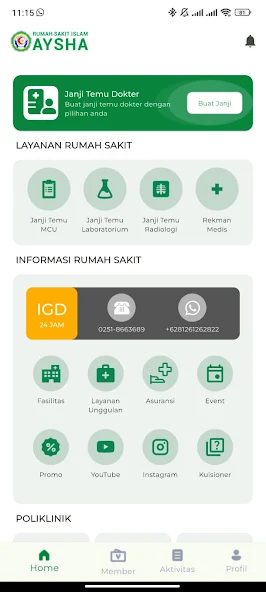 11:15
81
RUMAH SAKIT ISLAM
AYSHA
Janji Temu Dokter
Buat janji temu dokter dengan
pilihan anda
Buat Janji
LAYANAN RUMAH SAKIT
Janji Temu
MCU
Janji Temu
Laboratorium
Janji Temu
Radiologi
Rekman
Medis
INFORMASI RUMAH SAKIT
IGD
24 JAM
0251-8663689
+6281261262822
Fasilitas
Layanan
Unggulan
Asuransi
Event
Promo
YouTube
Instagram
Kuisioner
POLIKLINIK
Home
Member
Aktivitas
Profil